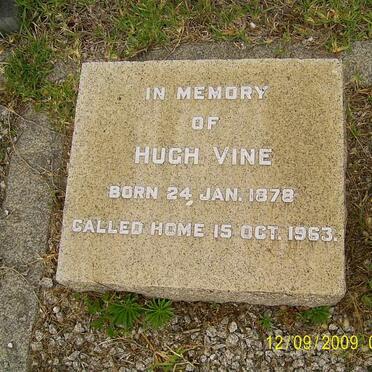 IN MEMORY
OF
HUGH VINE
BORN 24 JAN. 1878
CALLED HOME 15 OCT. 1963.
12/09/2009